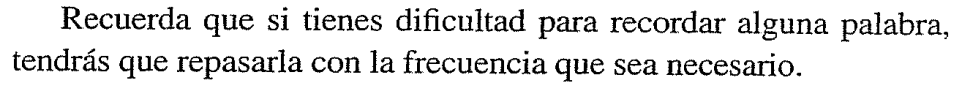 Recuerda que si tienes dificultad para recordar alguna palabra,
tendrás que repasarla con la frecuencia que sea necesario.